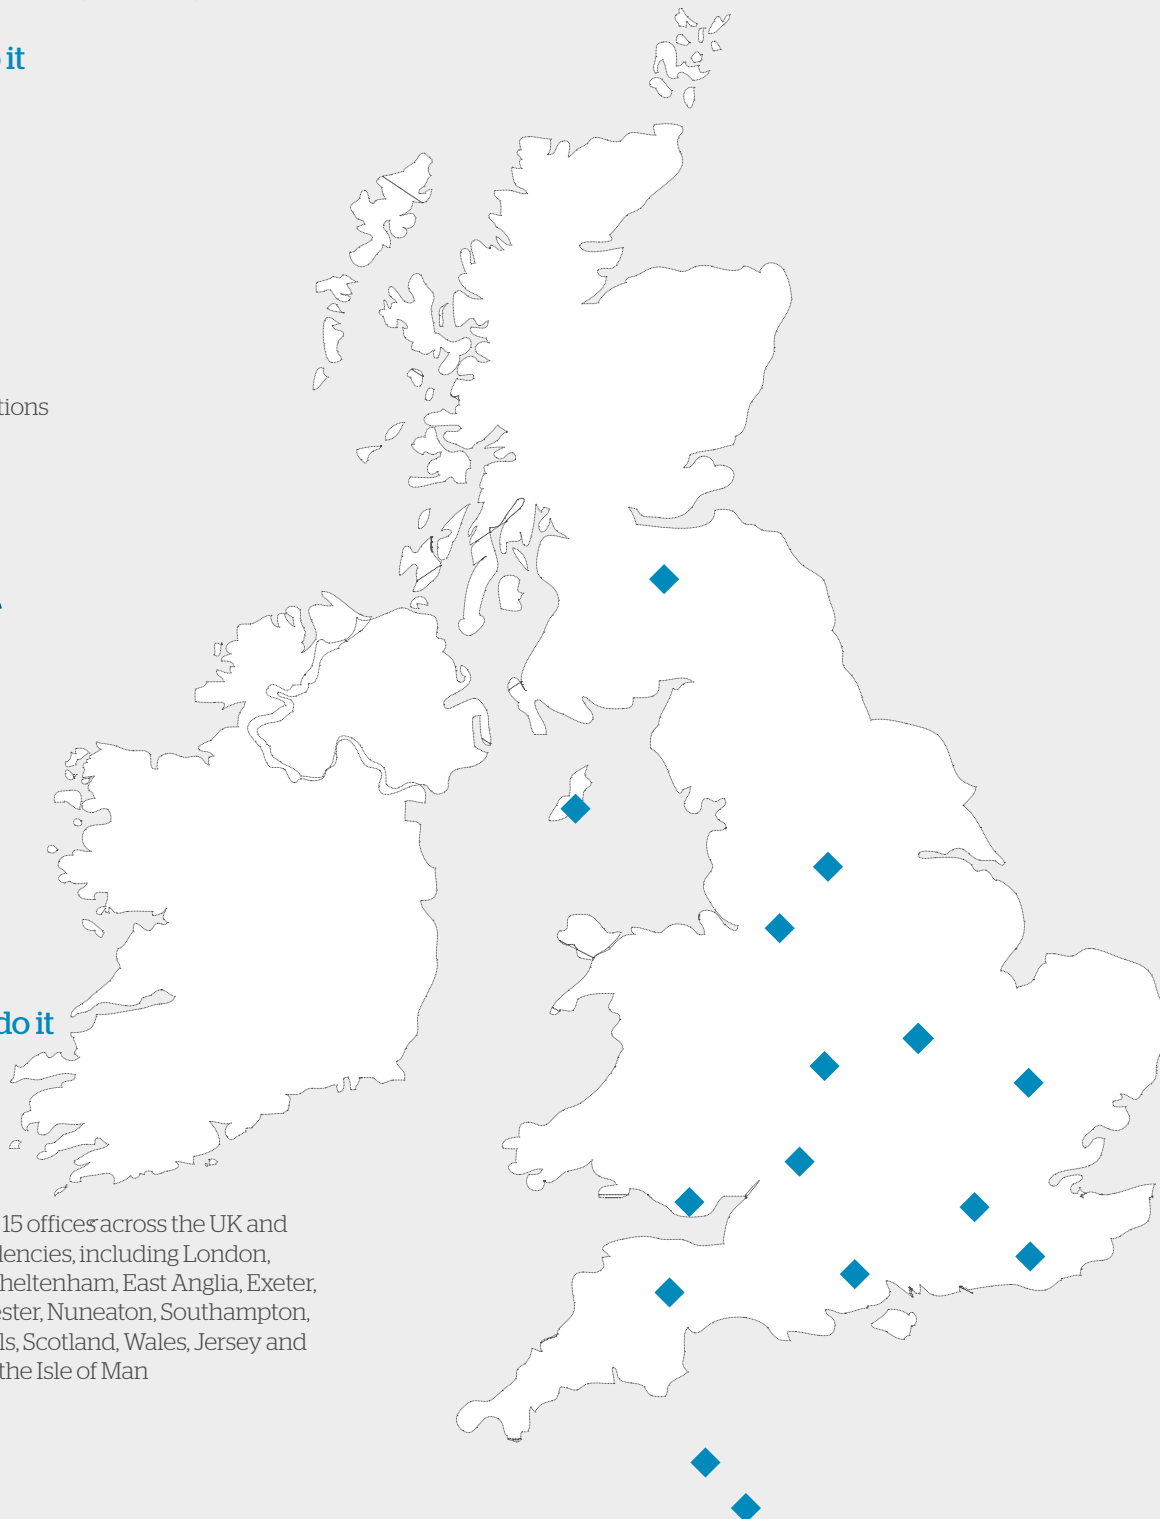 it
tions
do it
15 offices across the UK and
dencies, including London,
heltenham, East Anglia, Exeter,
ester, Nuneaton, Southampton,
ls, Scotland, Wales, Jersey and
the Isle of Man